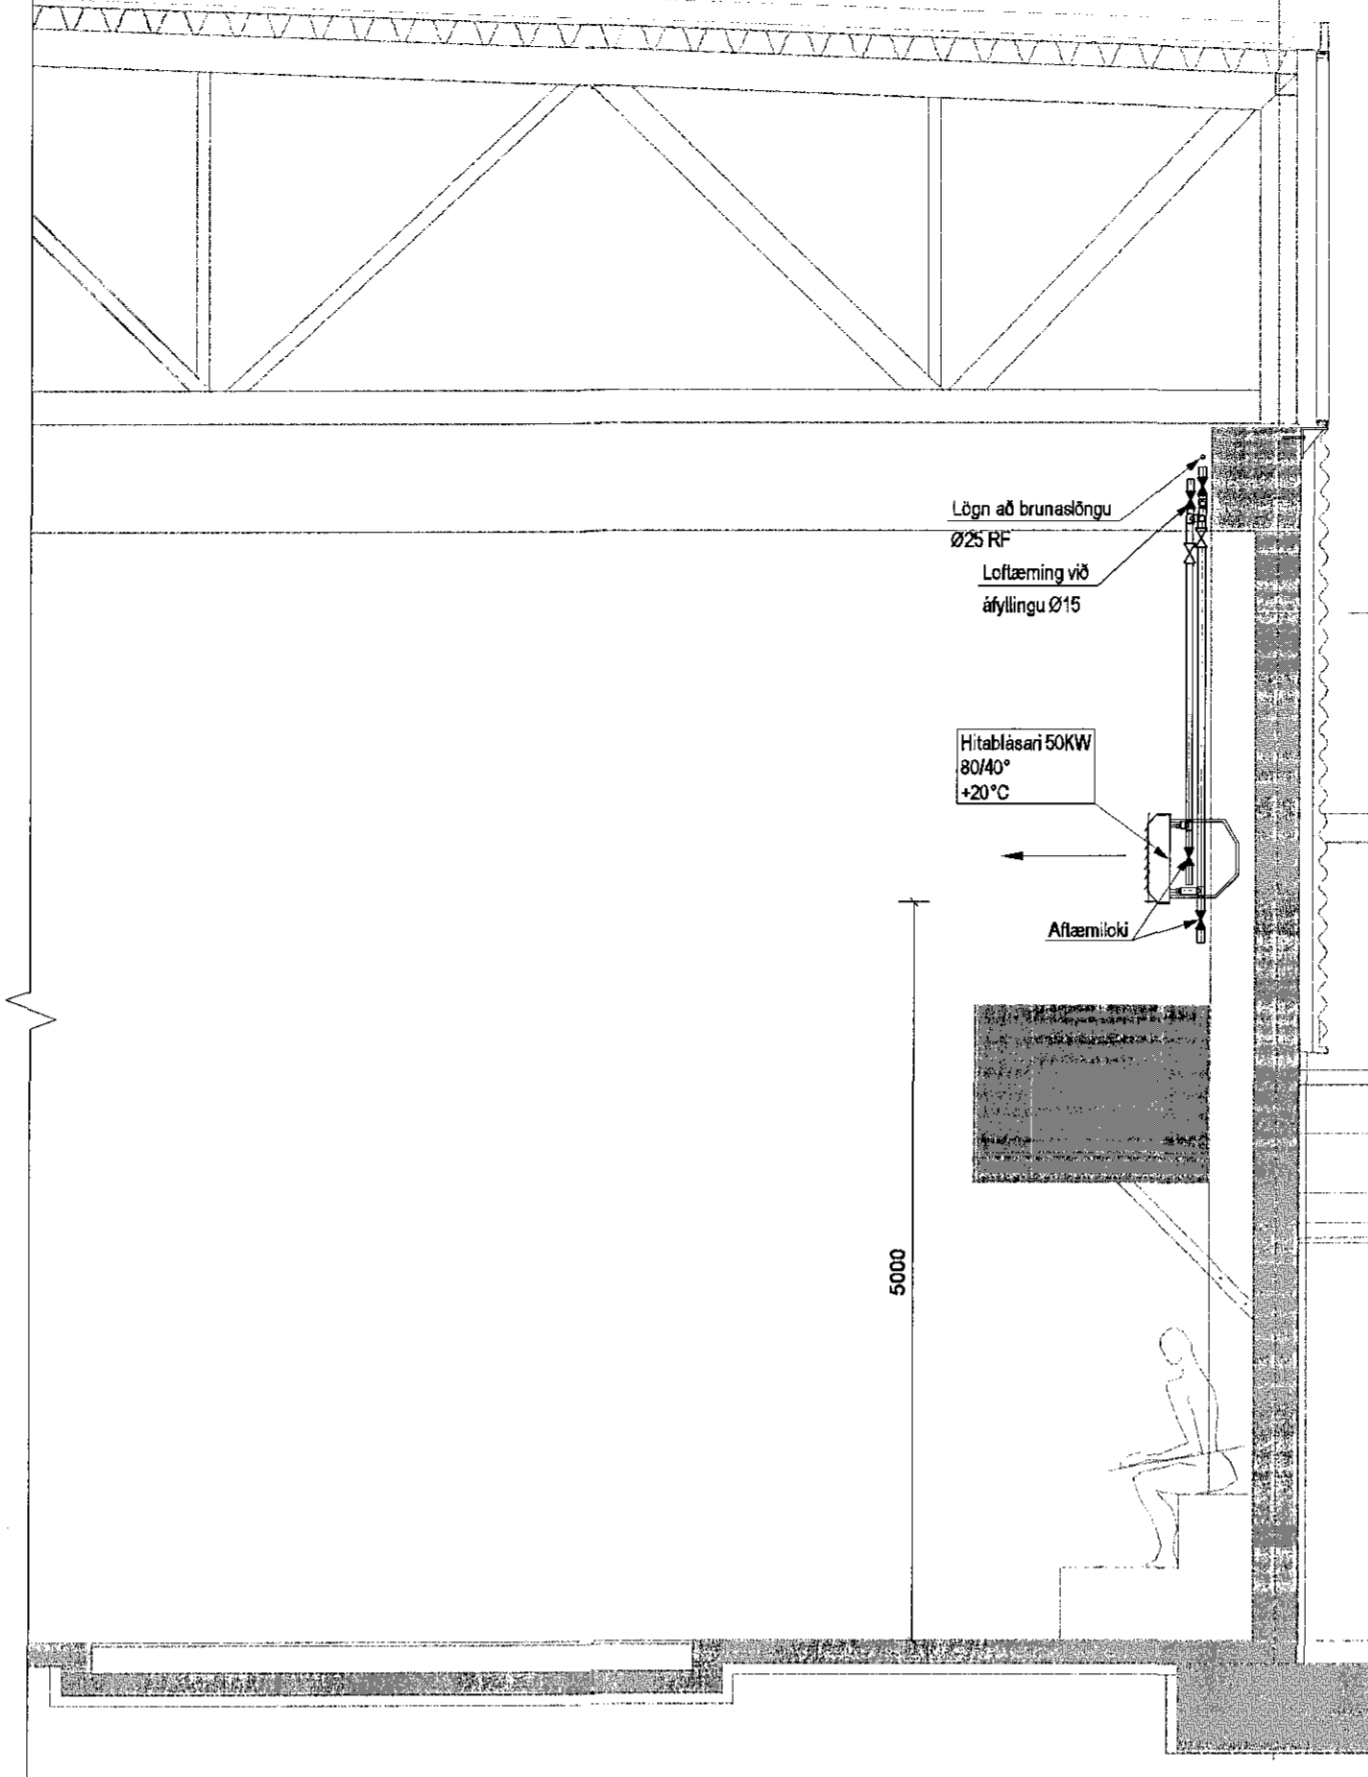 Lögn að brunaslöngu
Ø25 RF
Loftæming við
áfyllingu Ø15
Hitablásari 50KW
80/40°
+20°C
Aftæmiloki
5000